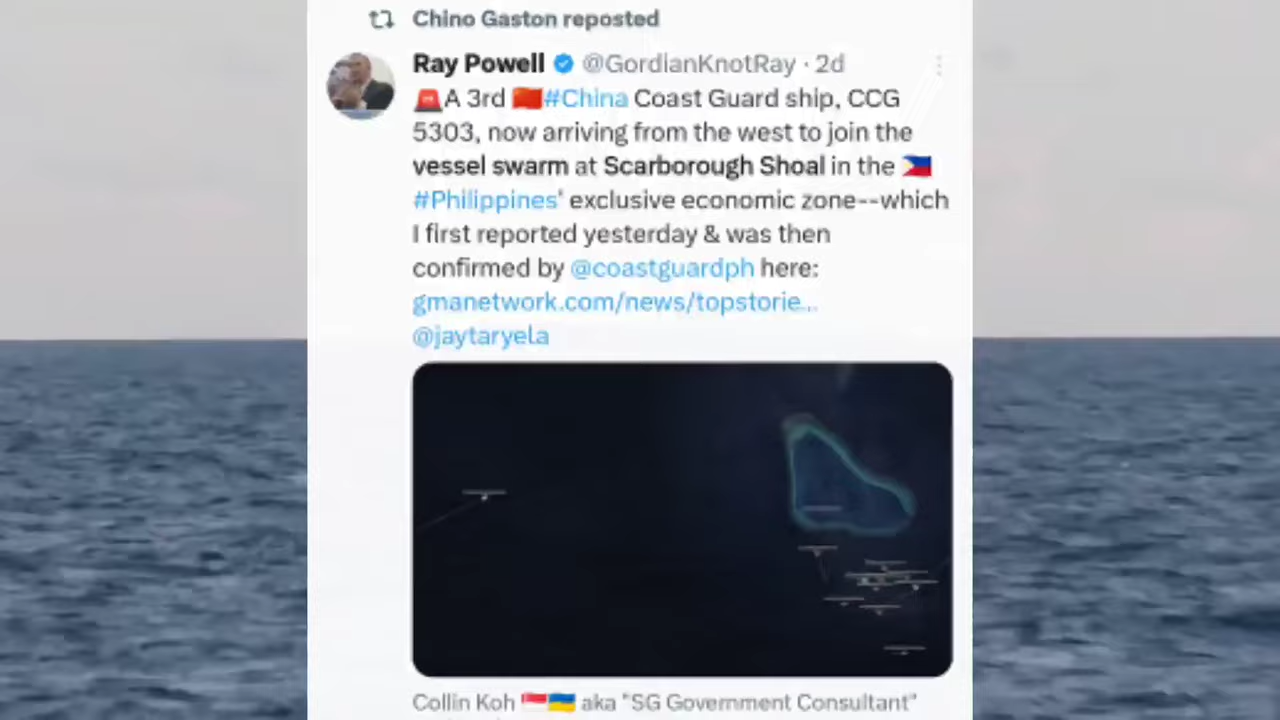 Chino Gaston reposted
Ray Powell @GordianKnotRay · 2d
🚨A 3rd 🇨🇳#China Coast Guard ship, CCG
5303, now arriving from the west to join the
vessel swarm at Scarborough Shoal in the 🇵🇭
#Philippines' exclusive economic zone--which
I first reported yesterday & was then
confirmed by @coastguardph here:
gmanetwork.com/news/topstorie...
@jaytaryela
Collin Koh 🇸🇬🇺🇦 aka "SG Government Consultant"